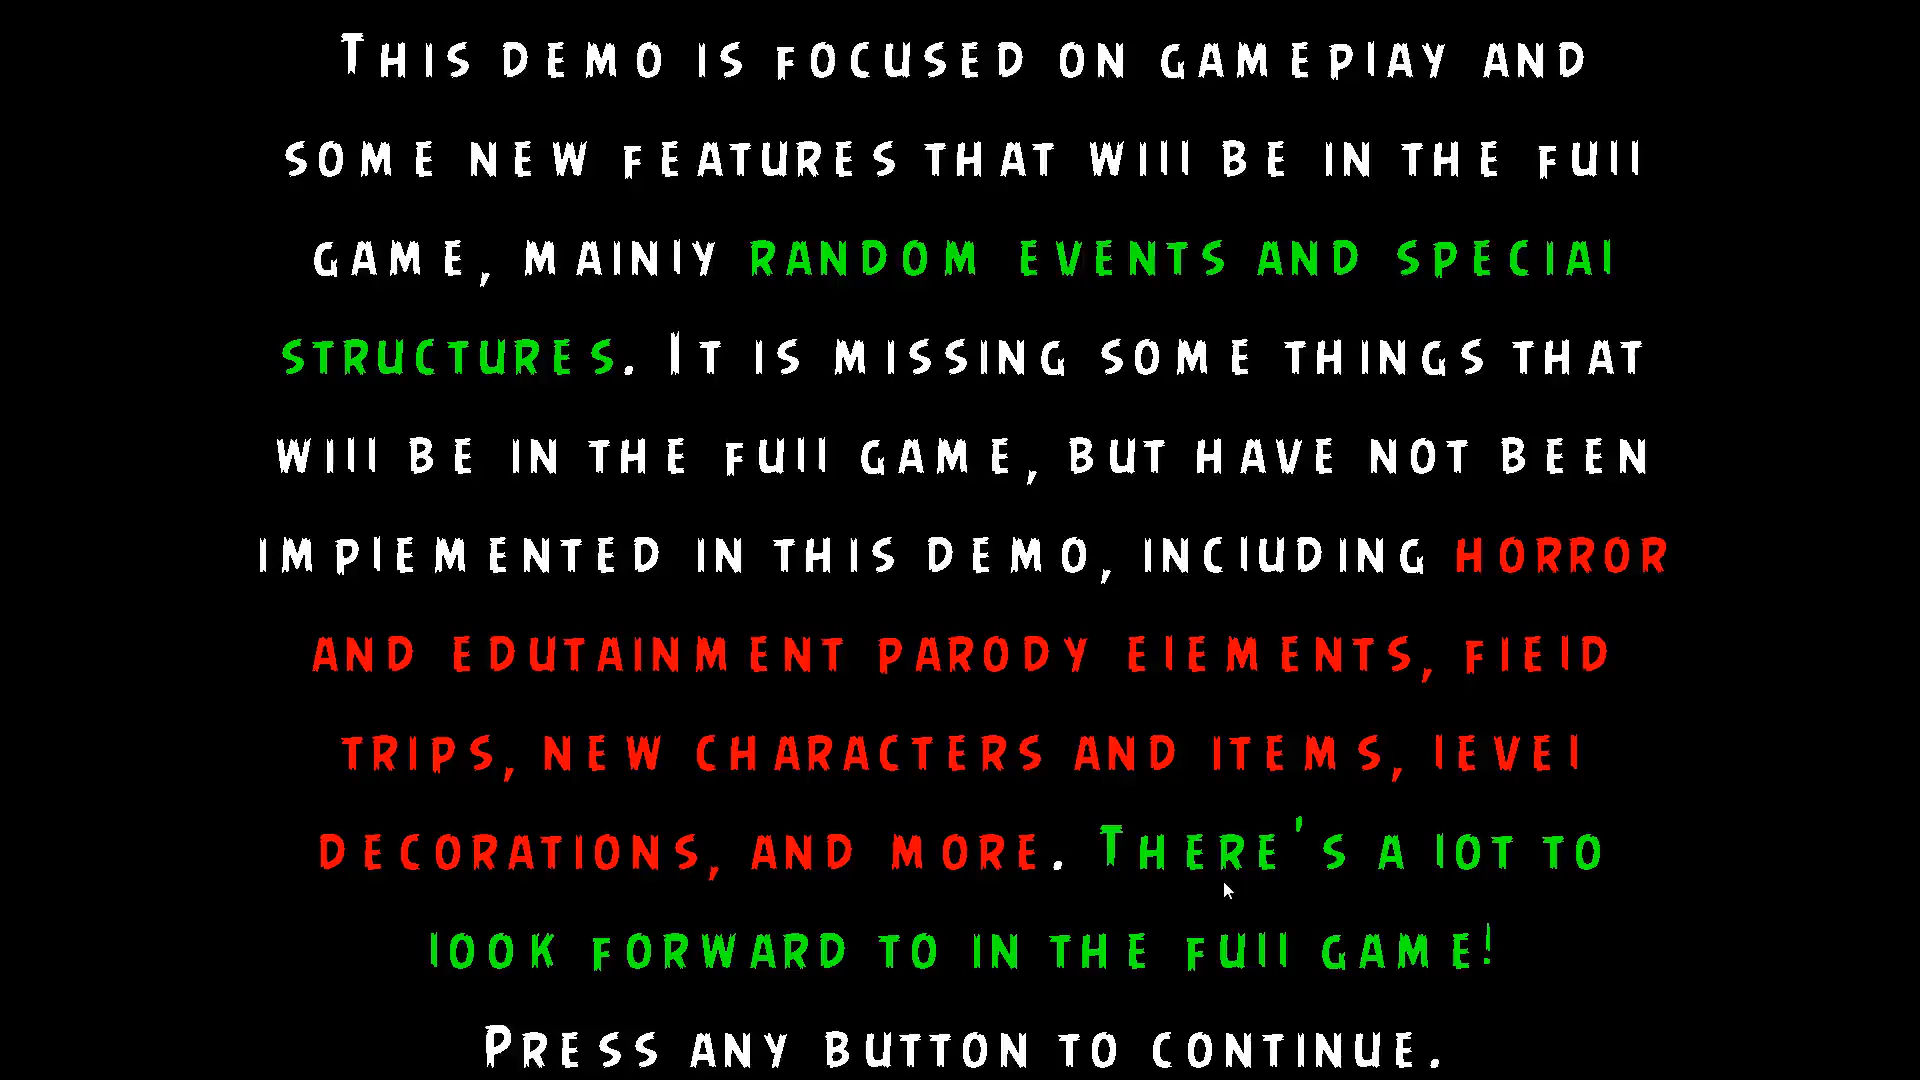 This demo is focused on gameplay and
some new features that will be in the full
game, mainly random events and special
structures. It is missing some things that
will be in the full game, but have not been
implemented in this demo, including horror
and edutainment parody elements, field
trips, new characters and items, level
decorations, and more. There's a lot to
look forward to in the full game!
Press any button to continue.